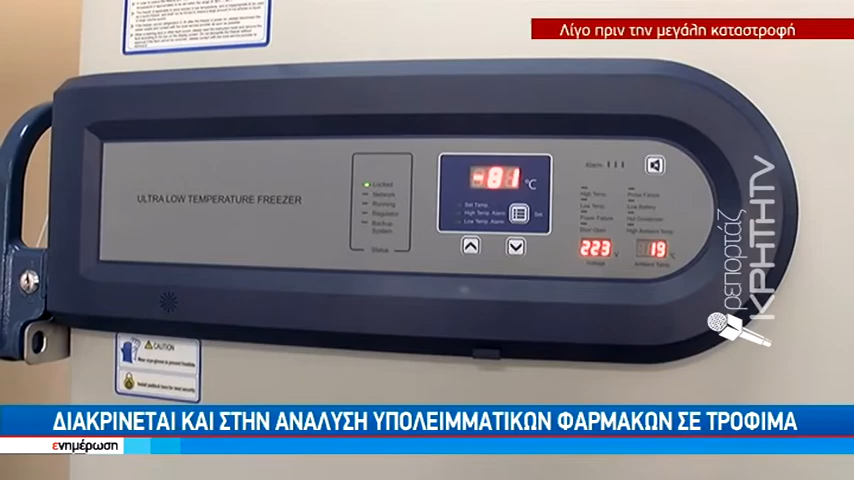 Λίγο πριν την μεγάλη καταστροφή
ULTRA LOW TEMPERATURE FREEZER
Locked
Network
Running
Regulator
Backup
System
Status
-81 °C
Set Temp.
High Temp. Alarm
Low Temp. Alarm
Set
Alarm
High Temp.
Low Temp.
Power Failure
Door Open
Probe Failure
Low Battery
Hot Condenser
High Ambient Temp.
223 V
Voltage
19 °C
Ambient Temp.
ρεπορτάζ
ΚΡΗΤΗTV
CAUTION
ΔΙΑΚΡΙΝΕΤΑΙ ΚΑΙ ΣΤΗΝ ΑΝΑΛΥΣΗ ΥΠΟΛΕΙΜΜΑΤΙΚΩΝ ΦΑΡΜΑΚΩΝ ΣΕ ΤΡΟΦΙΜΑ
ενημέρωση